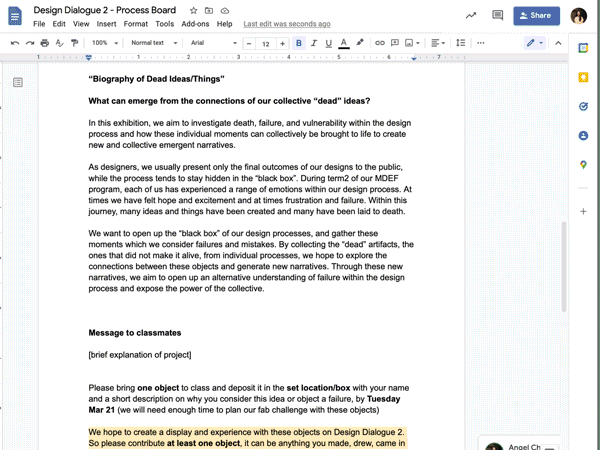 Design Dialogue 2 - Process Board
File Edit View Insert Format Tools Add-ons Help Last edit was seconds ago
Share
100% Normal text Arial 12 B I U A
1 1 2 3 4 5 6 7
“Biography of Dead Ideas/Things”
What can emerge from the connections of our collective “dead” ideas?
In this exhibition, we aim to investigate death, failure, and vulnerability within the design
process and how these individual moments can collectively be brought to life to create
new and collective emergent narratives.
As designers, we usually present only the final outcomes of our designs to the public,
while the process tends to stay hidden in the “black box”. During term2 of our MDEF
program, each of us has experienced a range of emotions within our design process. At
times we have felt hope and excitement and at times frustration and failure. Within this
journey, many ideas and things have been created and many have been laid to death.
We want to open up the “black box” of our design processes, and gather these
moments which we consider failures and mistakes. By collecting the “dead” artifacts, the
ones that did not make it alive, from individual processes, we hope to explore the
connections between these objects and generate new narratives. Through these new
narratives, we aim to open up an alternative understanding of failure within the design
process and expose the power of the collective.
Message to classmates
[brief explanation of project]
Please bring one object to class and deposit it in the set location/box with your name
and a short description on why you consider this idea or object a failure, by Tuesday
Mar 21 (we will need enough time to plan our fab challenge with these objects)
We hope to create a display and experience with these objects on Design Dialogue 2.
So please contribute at least one object, it can be anything you made, drew, came in
Angel Ch